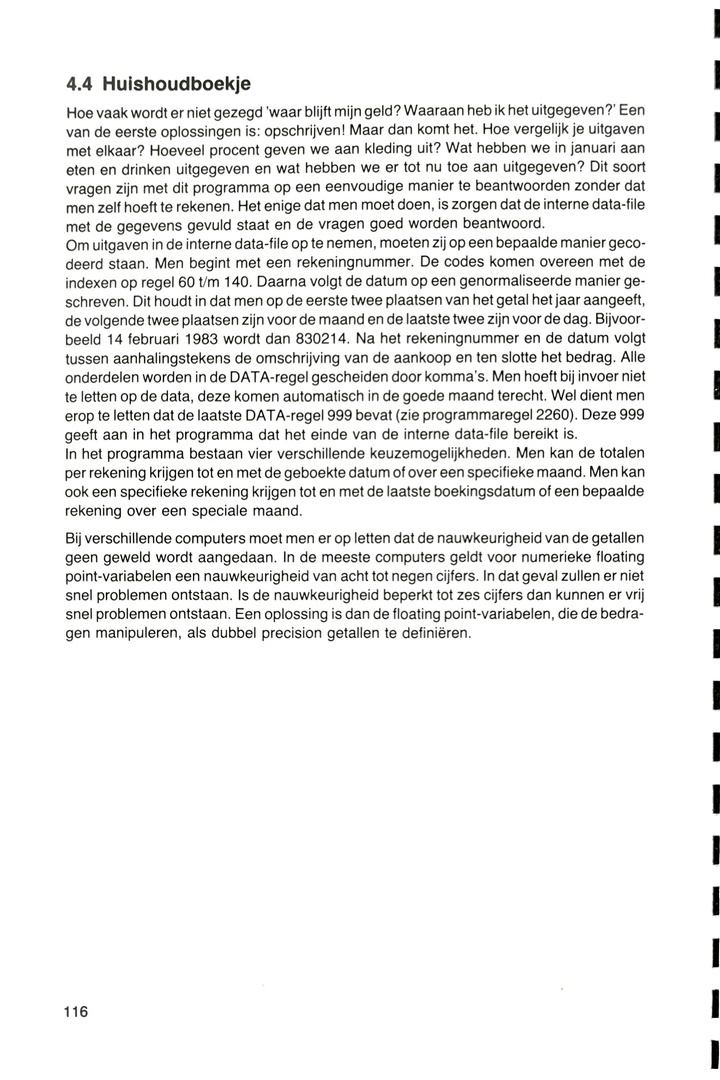 4.4 Huishoudboekje
Hoe vaak wordt er niet gezegd 'waar blijft mijn geld? Waaraan heb ik het uitgegeven?' Een
van de eerste oplossingen is: opschrijven! Maar dan komt het. Hoe vergelijk je uitgaven
met elkaar? Hoeveel procent geven we aan kleding uit? Wat hebben we in januari aan
eten en drinken uitgegeven en wat hebben we er tot nu toe aan uitgegeven? Dit soort
vragen zijn met dit programma op een eenvoudige manier te beantwoorden zonder dat
men zelf hoeft te rekenen. Het enige dat men moet doen, is zorgen dat de interne data-file
met de gegevens gevuld staat en de vragen goed worden beantwoord.
Om uitgaven in de interne data-file op te nemen, moeten zij op een bepaalde manier geco-
deerd staan. Men begint met een rekeningnummer. De codes komen overeen met de
indexen op regel 60 t/m 140. Daarna volgt de datum op een genormaliseerde manier ge-
schreven. Dit houdt in dat men op de eerste twee plaatsen van het getal het jaar aangeeft,
de volgende twee plaatsen zijn voor de maand en de laatste twee zijn voor de dag. Bijvoor-
beeld 14 februari 1983 wordt dan 830214. Na het rekeningnummer en de datum volgt
tussen aanhalingstekens de omschrijving van de aankoop en ten slotte het bedrag. Alle
onderdelen worden in de DATA-regel gescheiden door komma's. Men hoeft bij invoer niet
te letten op de data, deze komen automatisch in de goede maand terecht. Wel dient men
erop te letten dat de laatste DATA-regel 999 bevat (zie programmaregel 2260). Deze 999
geeft aan in het programma dat het einde van de interne data-file bereikt is.
In het programma bestaan vier verschillende keuzemogelijkheden. Men kan de totalen
per rekening krijgen tot en met de geboekte datum of over een specifieke maand. Men kan
ook een specifieke rekening krijgen tot en met de laatste boekingsdatum of een bepaalde
rekening over een speciale maand.
Bij verschillende computers moet men er op letten dat de nauwkeurigheid van de getallen
geen geweld wordt aangedaan. In de meeste computers geldt voor numerieke floating
point-variabelen een nauwkeurigheid van acht tot negen cijfers. In dat geval zullen er niet
snel problemen ontstaan. Is de nauwkeurigheid beperkt tot zes cijfers dan kunnen er vrij
snel problemen ontstaan. Een oplossing is dan de floating point-variabelen, die de bedra-
gen manipuleren, als dubbel precision getallen te definiëren.
116